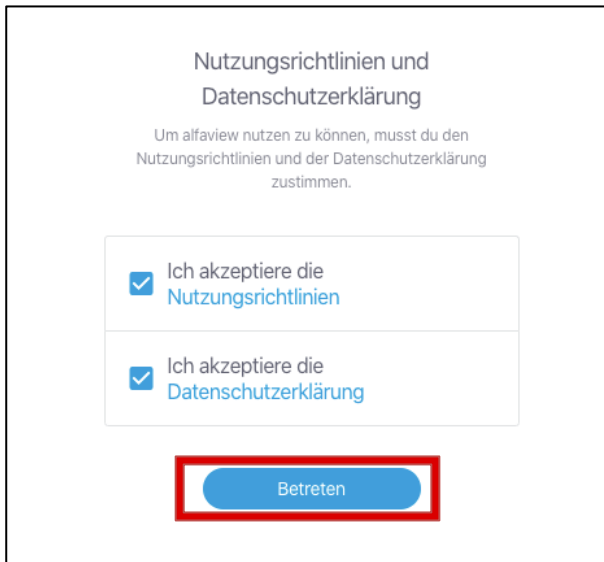 Nutzungsrichtlinien und
Datenschutzerklärung
Um alfaview nutzen zu können, musst du den
Nutzungsrichtlinien und der Datenschutzerklärung
zustimmen.
Ich akzeptiere die
Nutzungsrichtlinien
Ich akzeptiere die
Datenschutzerklärung
Betreten